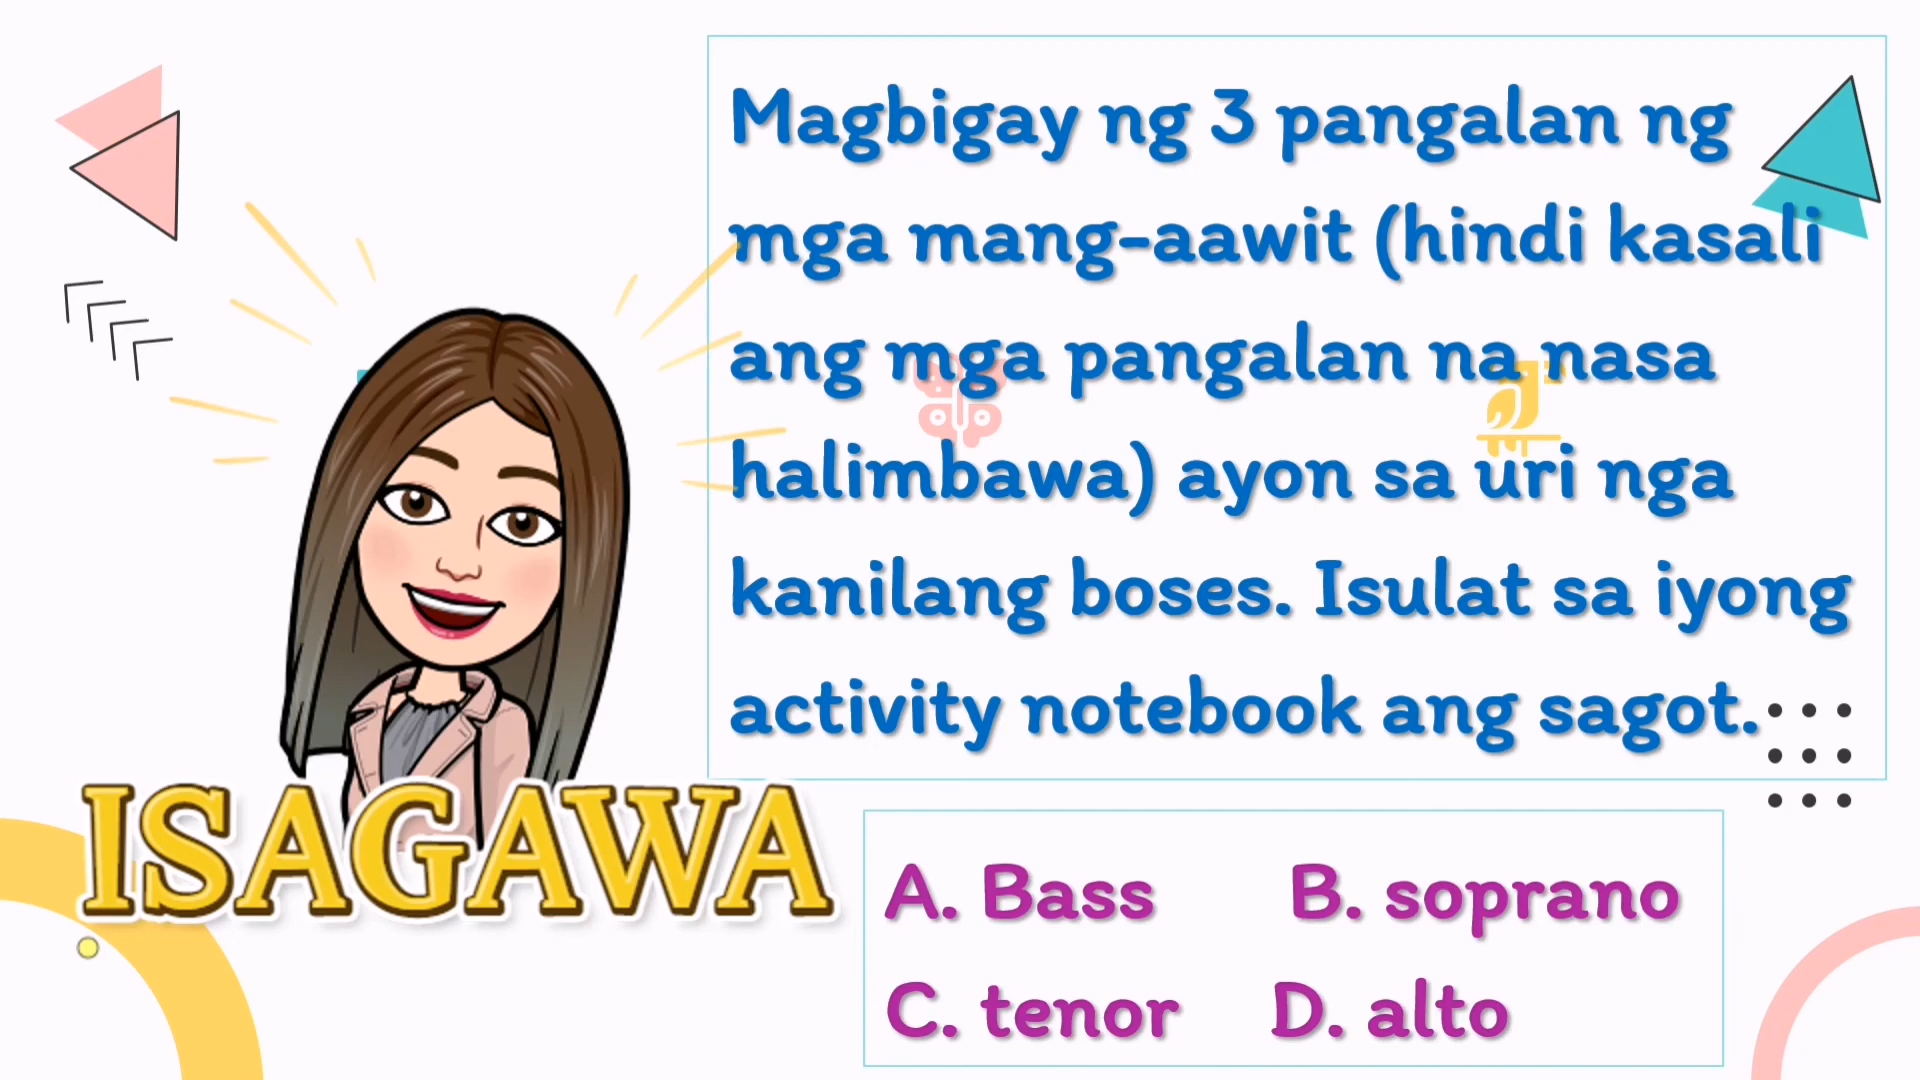 Magbigay ng 3 pangalan ng
mga mang-aawit (hindi kasali
ang mga pangalan na nasa
halimbawa) ayon sa uri nga
kanilang boses. Isulat sa iyong
activity notebook ang sagot.
ISAGAWA
A. Bass B. soprano
C. tenor D. alto